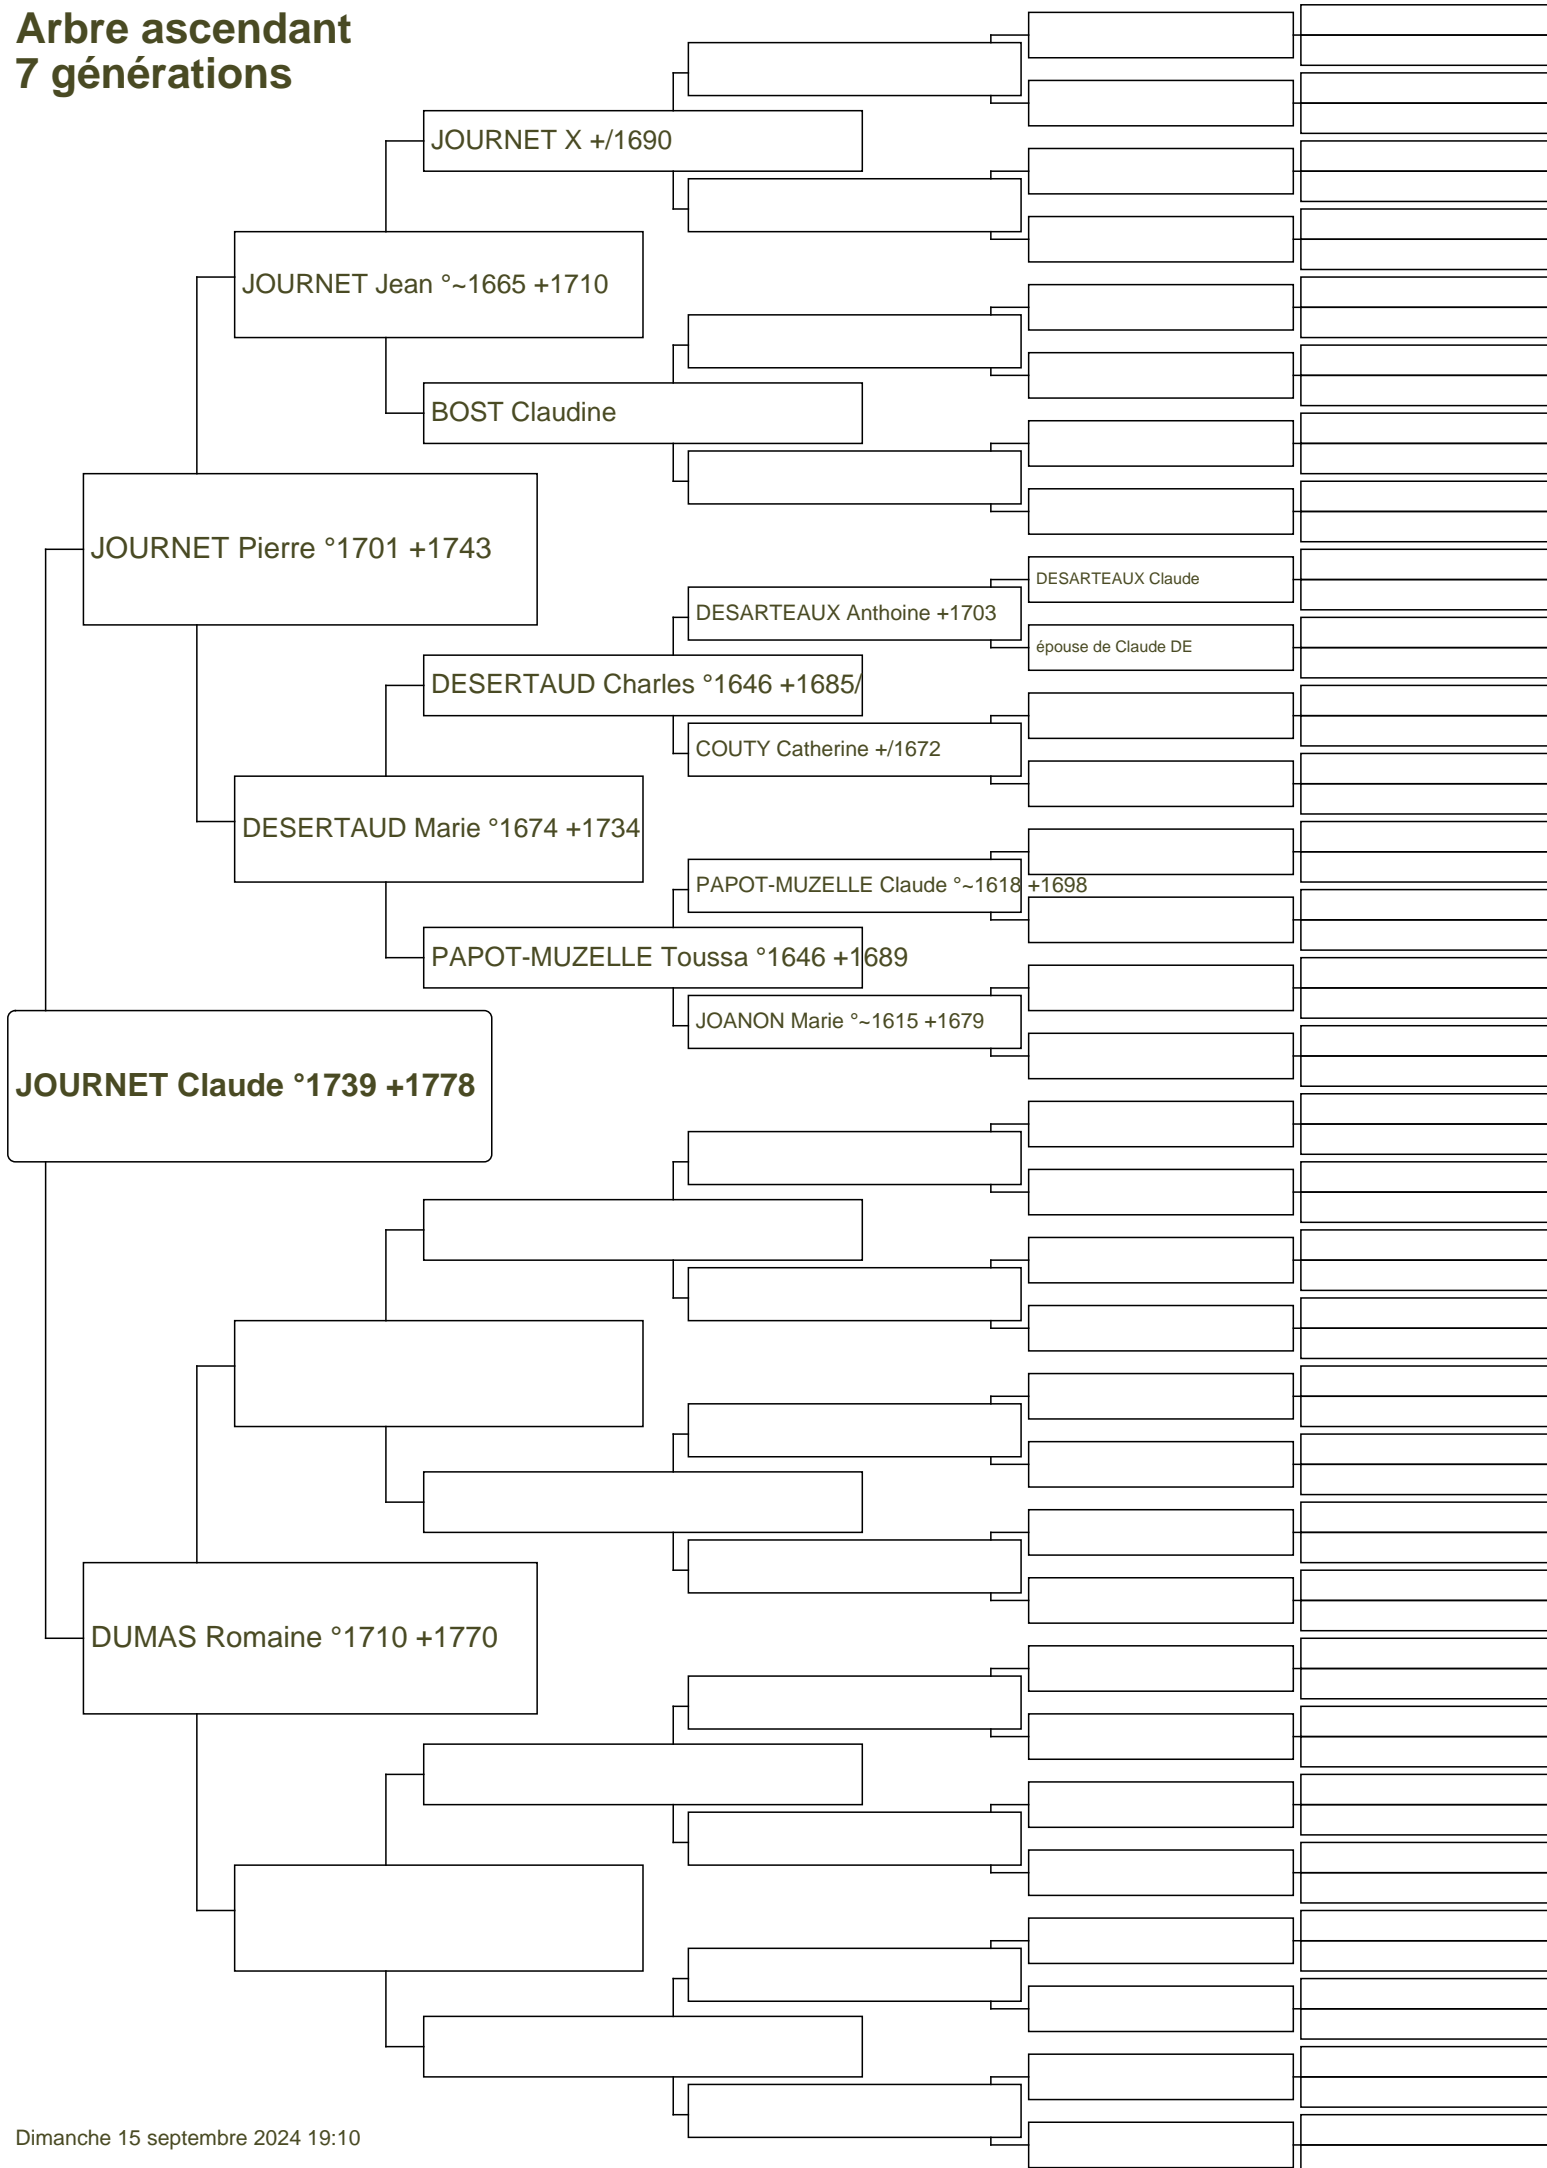 Arbre ascendant
7 générations
JOURNET X +/1690
JOURNET Jean °~1665 +1710
BOST Claudine
JOURNET Pierre °1701 +1743
DESARTEAUX Claude
DESARTEAUX Anthoine +1703
épouse de Claude DE
DESERTAUD Charles °1646 +1685/
COUTY Catherine +/1672
DESERTAUD Marie °1674 +1734
PAPOT-MUZELLE Claude °~1618 +1698
PAPOT-MUZELLE Toussa °1646 +1689
JOANON Marie °~1615 +1679
JOURNET Claude °1739 +1778
DUMAS Romaine °1710 +1770
Dimanche 15 septembre 2024 19:10